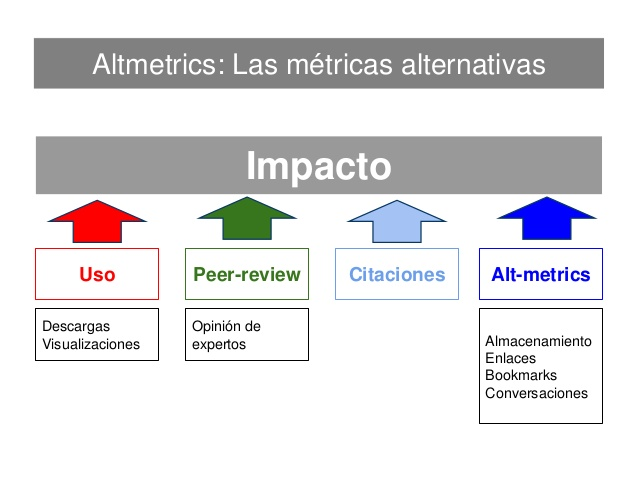 Altmetrics: Las métricas alternativas
Impacto
Uso
Peer-review
Citaciones
Alt-metrics
Descargas
Visualizaciones
Opinión de
expertos
Almacenamiento
Enlaces
Bookmarks
Conversaciones